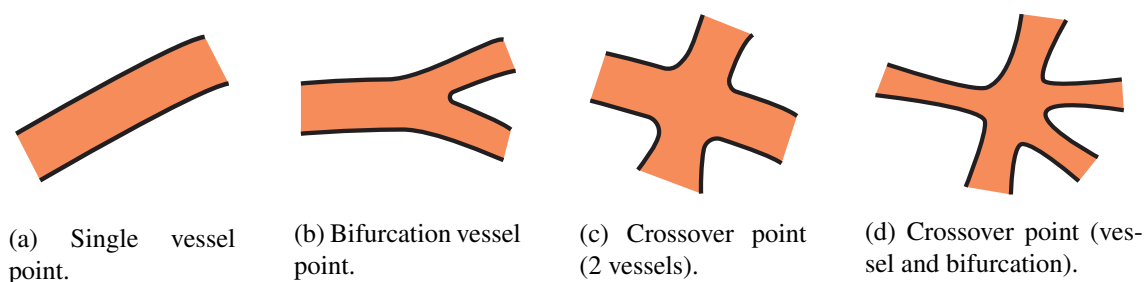 (a) Single vessel
point.
(b) Bifurcation vessel
point.
(c) Crossover point
(2 vessels).
(d) Crossover point (ves-
sel and bifurcation).